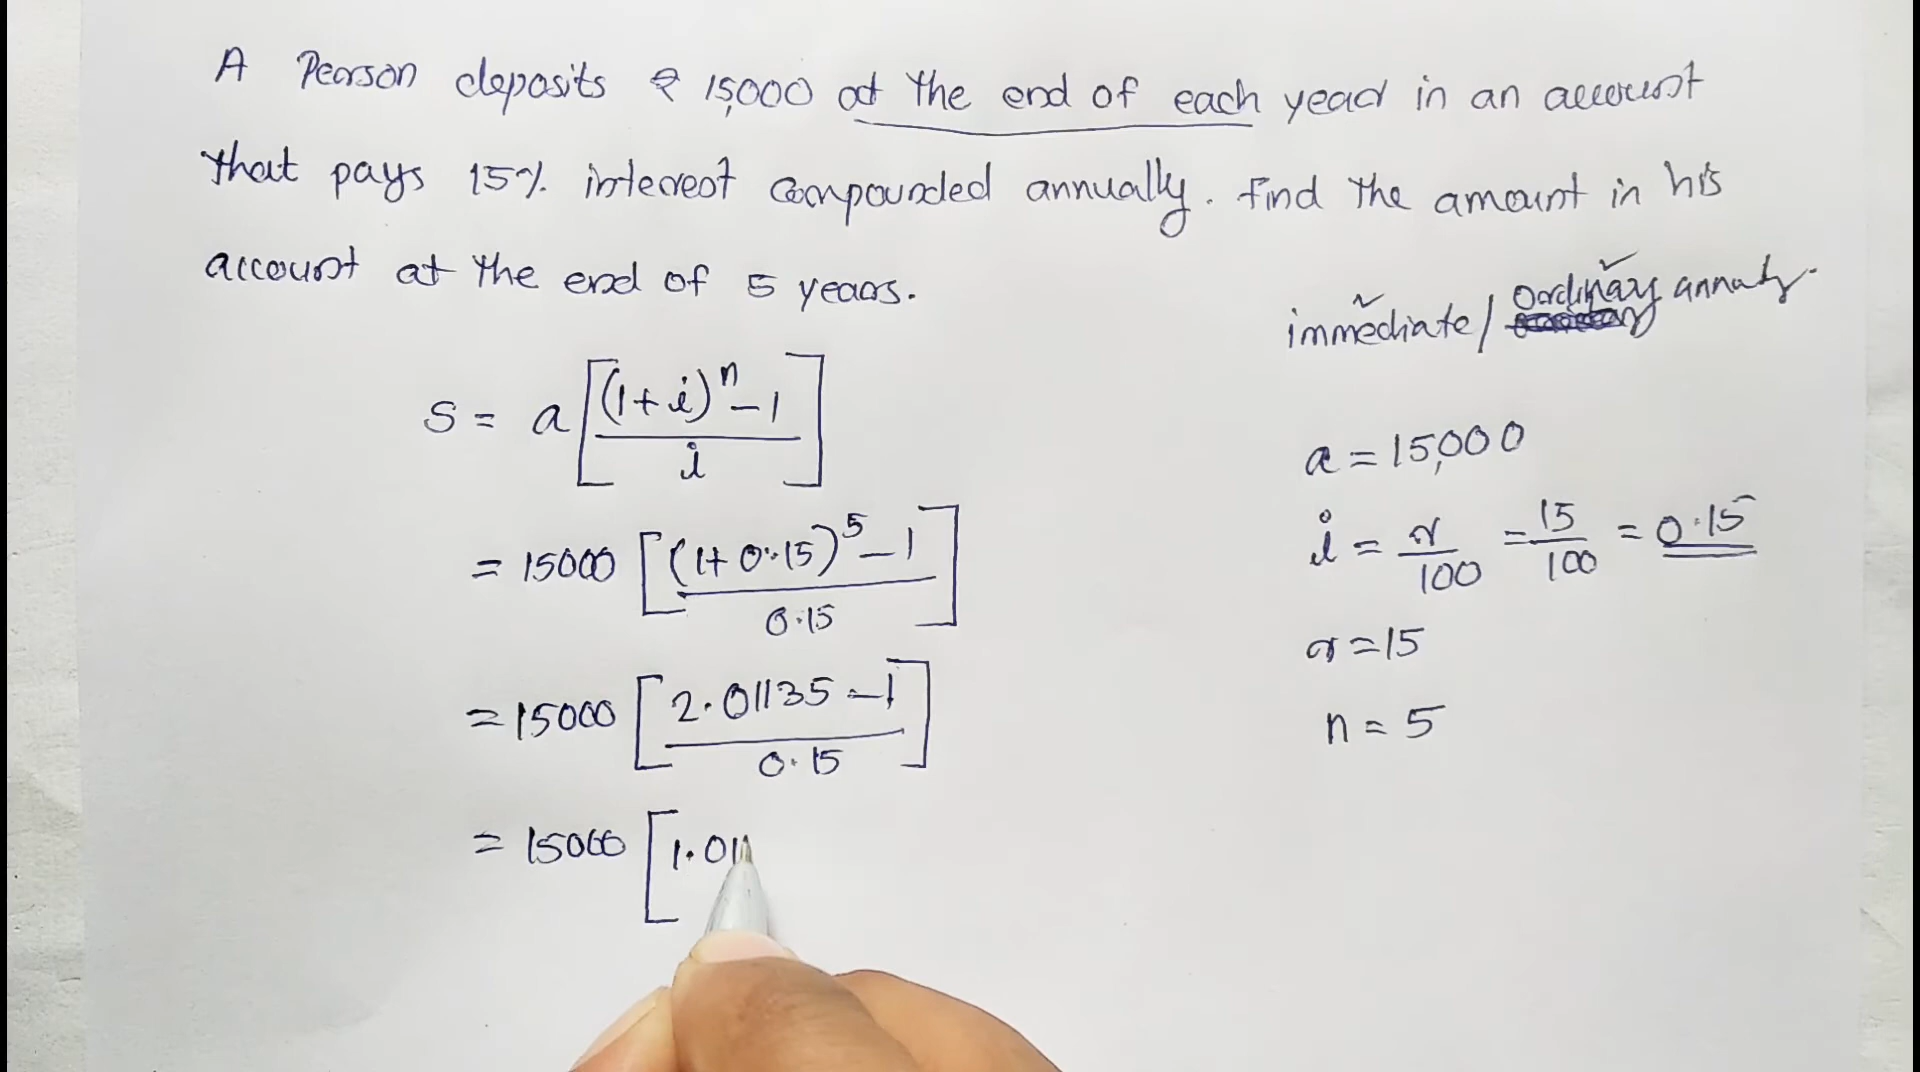 A Person deposits ₹ 15,000 at the end of each year in an account
that pays 15% interest compounded annually. find the amount in his
account at the end of 5 years.
immediate / Ordinary annuity.
S = a [((1+i)^n - 1) / i]
= 15000 [((1+0.15)^5 - 1) / 0.15]
= 15000 [(2.01135 - 1) / 0.15]
= 15000 [1.011
a = 15,000
i = r/100 = 15/100 = 0.15
r = 15
n = 5